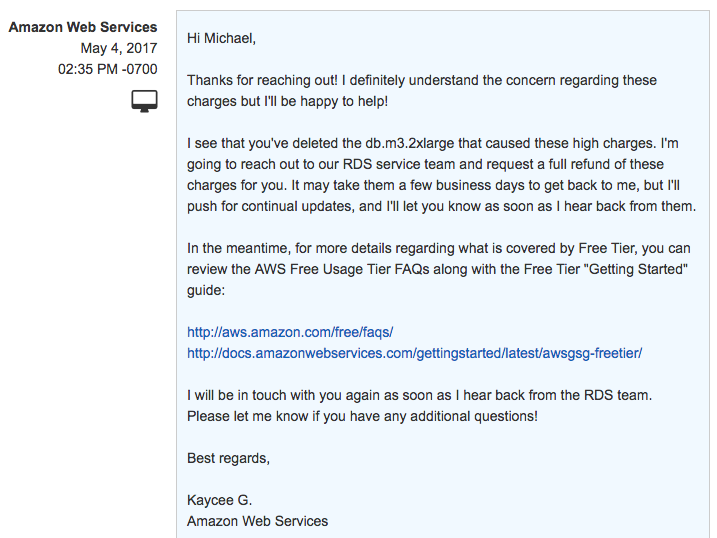 Amazon Web Services
May 4, 2017
02:35 PM -0700
Hi Michael,
Thanks for reaching out! I definitely understand the concern regarding these
charges but I'll be happy to help!
I see that you've deleted the db.m3.2xlarge that caused these high charges. I'm
going to reach out to our RDS service team and request a full refund of these
charges for you. It may take them a few business days to get back to me, but I'll
push for continual updates, and I'll let you know as soon as I hear back from them.
In the meantime, for more details regarding what is covered by Free Tier, you can
review the AWS Free Usage Tier FAQs along with the Free Tier "Getting Started"
guide:
http://aws.amazon.com/free/faqs/
http://docs.amazonwebservices.com/gettingstarted/latest/awsgsg-freetier/
I will be in touch with you again as soon as I hear back from the RDS team.
Please let me know if you have any additional questions!
Best regards,
Kaycee G.
Amazon Web Services